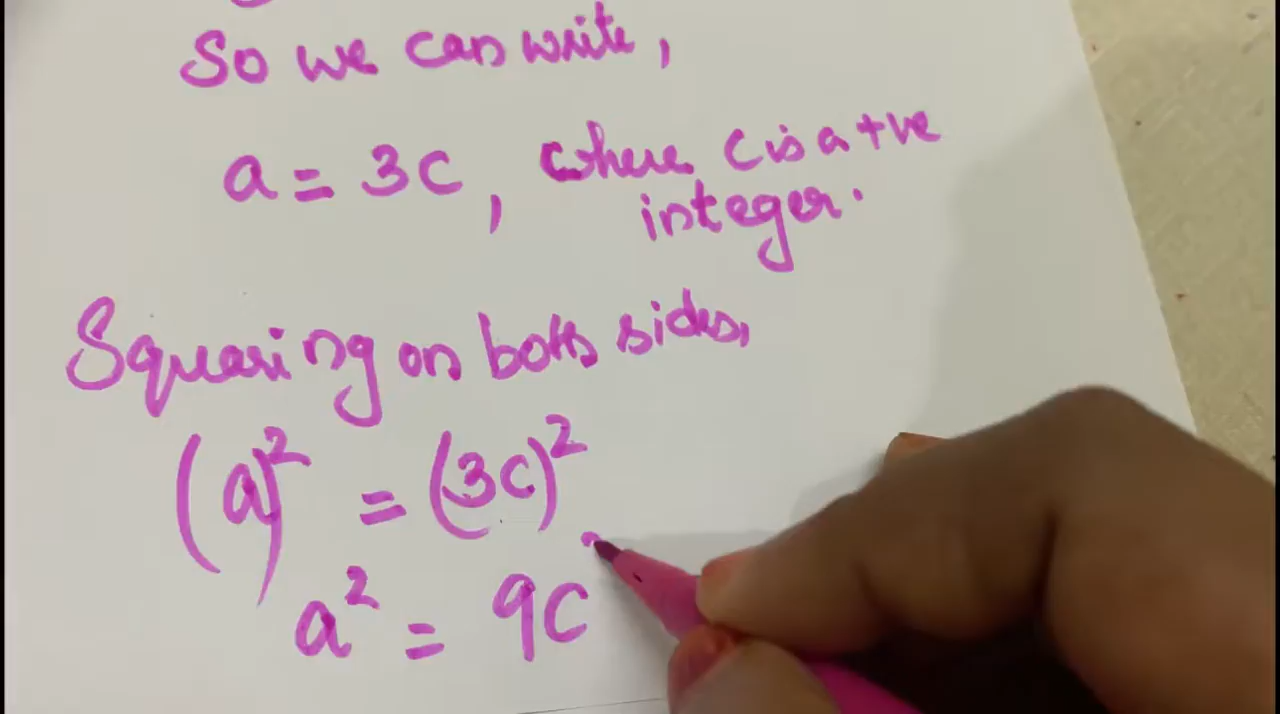 So we can write,
a = 3c, where c is a +ve
integer.
Squaring on both sides,
(a)² = (3c)²
a² = 9c